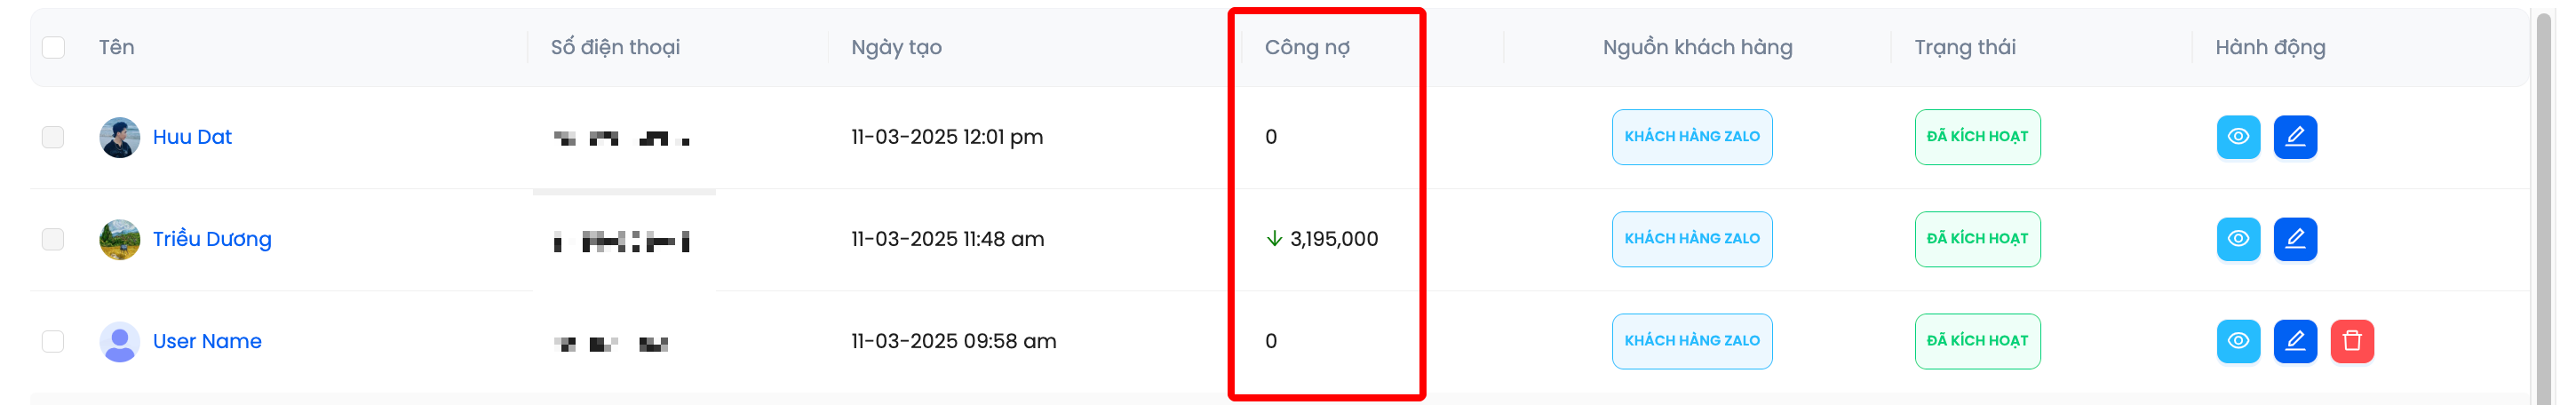 Tên Số điện thoại Ngày tạo Công nợ Nguồn khách hàng Trạng thái Hành động
Huu Dat 11-03-2025 12:01 pm 0 KHÁCH HÀNG ZALO ĐÃ KÍCH HOẠT
Triều Dương 11-03-2025 11:48 am 3,195,000 KHÁCH HÀNG ZALO ĐÃ KÍCH HOẠT
User Name 11-03-2025 09:58 am 0 KHÁCH HÀNG ZALO ĐÃ KÍCH HOẠT